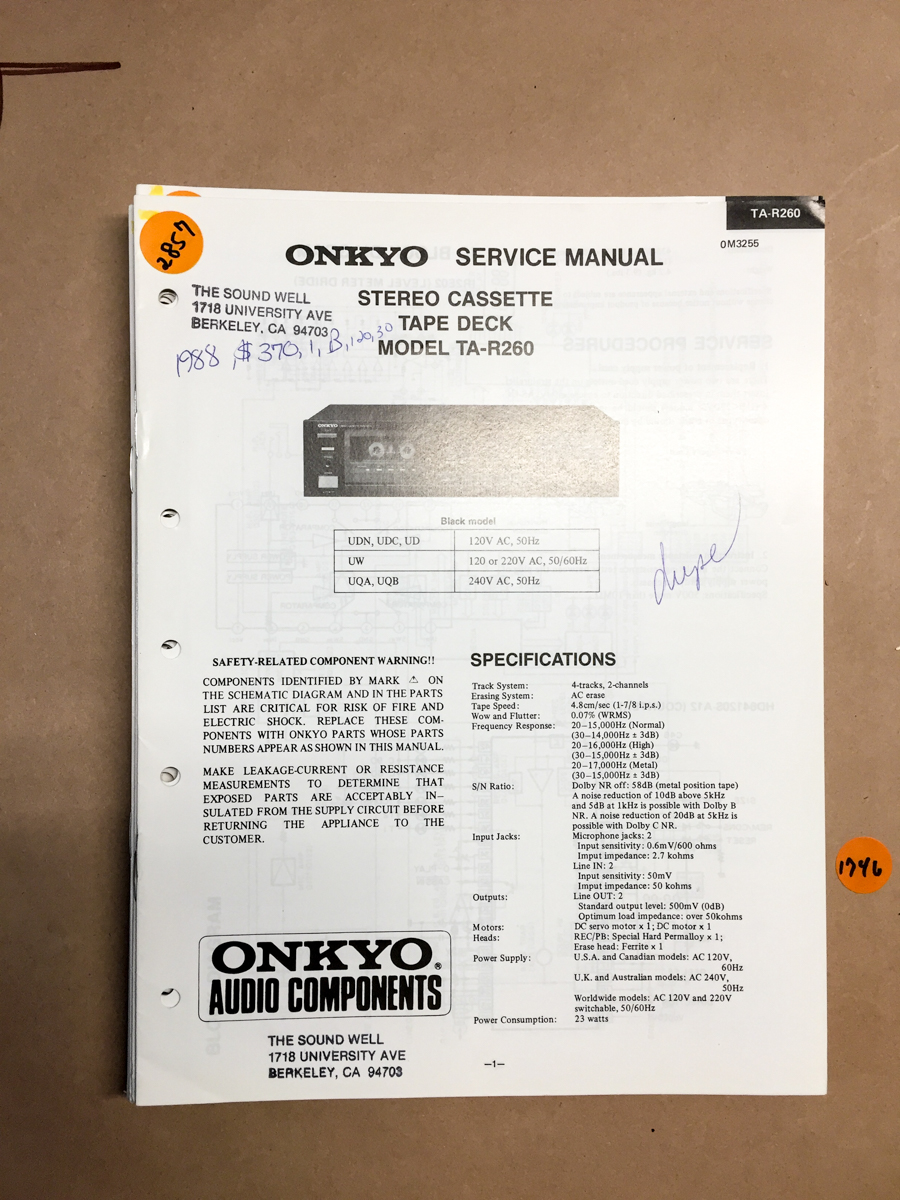 TA-R260
0M3255
2857
ONKYO SERVICE MANUAL
THE SOUND WELL
1718 UNIVERSITY AVE
BERKELEY, CA 94703
1988, $370, 1, B, 120, 30
STEREO CASSETTE
TAPE DECK
MODEL TA-R260
ONKYO
Black model
UDN, UDC, UD 120V AC, 50Hz
UW 120 or 220V AC, 50/60Hz
UQA, UQB 240V AC, 50Hz
dupe
SAFETY-RELATED COMPONENT WARNING!!
COMPONENTS IDENTIFIED BY MARK ⚠ ON
THE SCHEMATIC DIAGRAM AND IN THE PARTS
LIST ARE CRITICAL FOR RISK OF FIRE AND
ELECTRIC SHOCK. REPLACE THESE COM-
PONENTS WITH ONKYO PARTS WHOSE PARTS
NUMBERS APPEAR AS SHOWN IN THIS MANUAL.
MAKE LEAKAGE-CURRENT OR RESISTANCE
MEASUREMENTS TO DETERMINE THAT
EXPOSED PARTS ARE ACCEPTABLY IN-
SULATED FROM THE SUPPLY CIRCUIT BEFORE
RETURNING THE APPLIANCE TO THE
CUSTOMER.
SPECIFICATIONS
Track System: 4-tracks, 2-channels
Erasing System: AC erase
Tape Speed: 4.8cm/sec (1-7/8 i.p.s.)
Wow and Flutter: 0.07% (WRMS)
Frequency Response: 20-15,000Hz (Normal)
(30-14,000Hz ± 3dB)
20-16,000Hz (High)
(30-15,000Hz ± 3dB)
20-17,000Hz (Metal)
(30-15,000Hz ± 3dB)
S/N Ratio: Dolby NR off: 58dB (metal position tape)
A noise reduction of 10dB above 5kHz
and 5dB at 1kHz is possible with Dolby B
NR. A noise reduction of 20dB at 5kHz is
possible with Dolby C NR.
Input Jacks: Microphone jacks: 2
Input sensitivity: 0.6mV/600 ohms
Imput impedance: 2.7 kohms
Line IN: 2
Input sensitivity: 50mV
Imput impedance: 50 kohms
Outputs: Line OUT: 2
Standard output level: 500mV (0dB)
Optimum load impedance: over 50kohms
Motors: DC servo motor x 1; DC motor x 1
Heads: REC/PB: Special Hard Permalloy x 1;
Erase head: Ferrite x 1
Power Supply: U.S.A. and Canadian models: AC 120V,
60Hz
U.K. and Australian models: AC 240V,
50Hz
Worldwide models: AC 120V and 220V
switchable, 50/60Hz
Power Consumption: 23 watts
1746
ONKYO®
AUDIO COMPONENTS
THE SOUND WELL
1718 UNIVERSITY AVE
BERKELEY, CA 94703
-1-